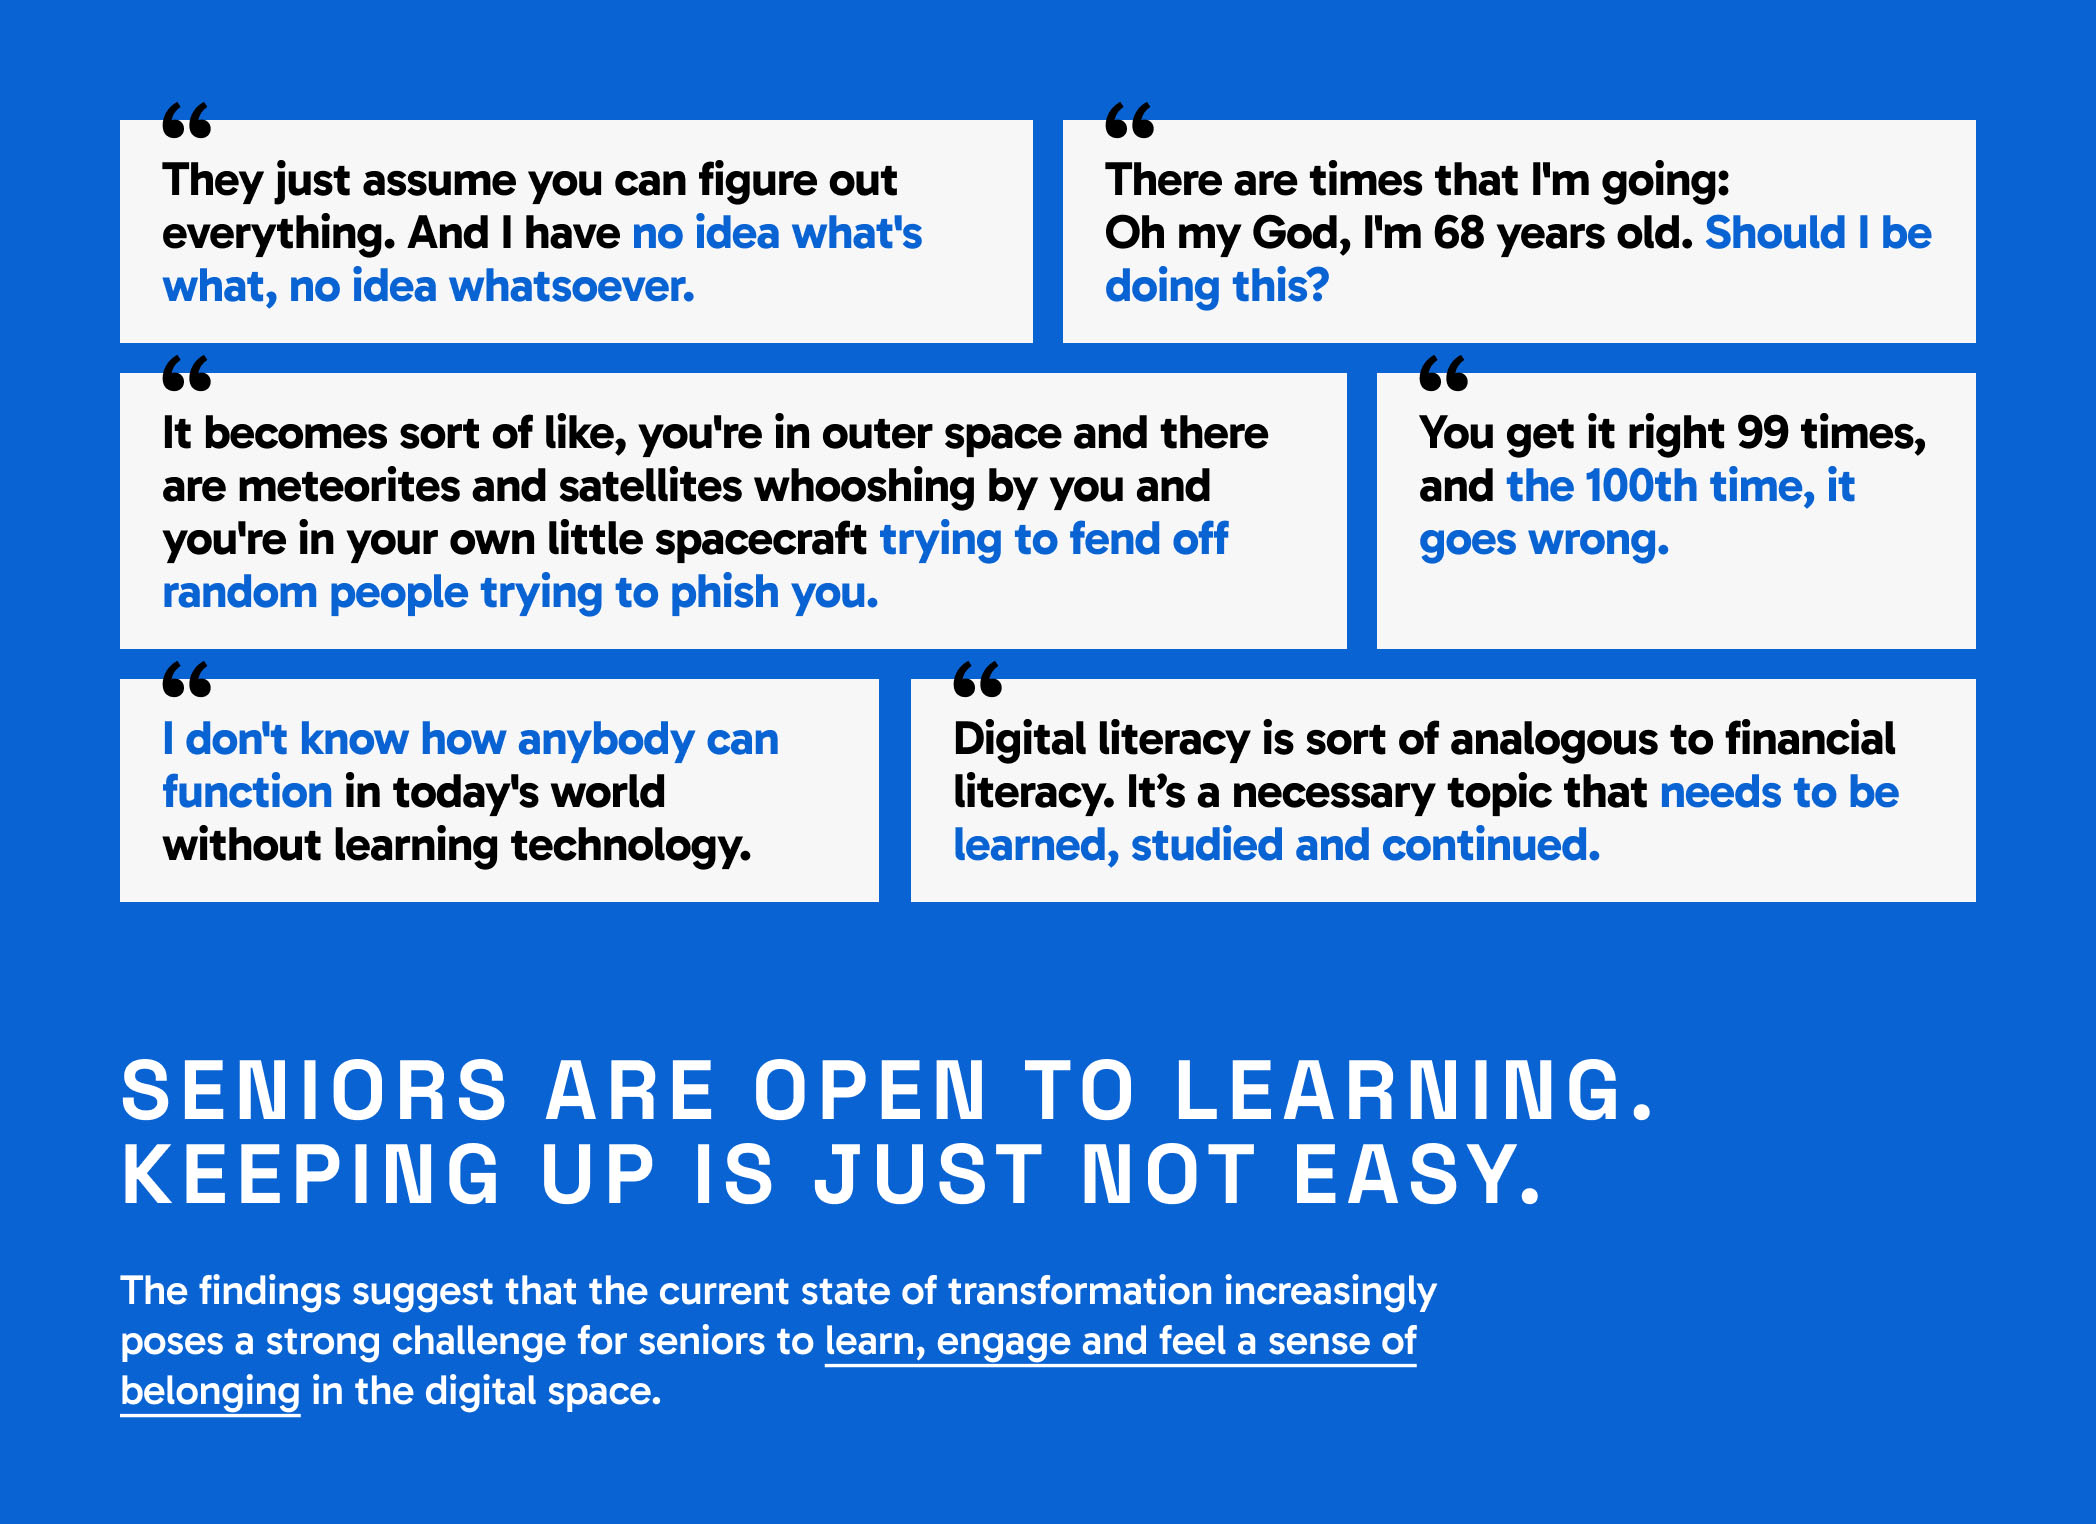 “
They just assume you can figure out
everything. And I have no idea what's
what, no idea whatsoever.
“
There are times that I'm going:
Oh my God, I'm 68 years old. Should I be
doing this?
“
It becomes sort of like, you're in outer space and there
are meteorites and satellites whooshing by you and
you're in your own little spacecraft trying to fend off
random people trying to phish you.
“
You get it right 99 times,
and the 100th time, it
goes wrong.
“
I don't know how anybody can
function in today's world
without learning technology.
“
Digital literacy is sort of analogous to financial
literacy. It’s a necessary topic that needs to be
learned, studied and continued.
SENIORS ARE OPEN TO LEARNING.
KEEPING UP IS JUST NOT EASY.
The findings suggest that the current state of transformation increasingly
poses a strong challenge for seniors to learn, engage and feel a sense of
belonging in the digital space.